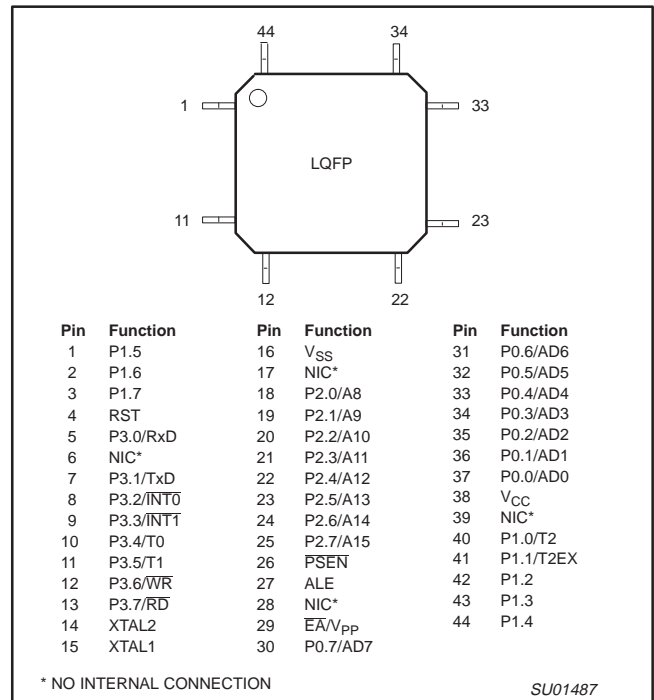 44 34
1 33
LQFP
11 23
12 22
Pin Function Pin Function Pin Function
1 P1.5 16 VSS 31 P0.6/AD6
2 P1.6 17 NIC* 32 P0.5/AD5
3 P1.7 18 P2.0/A8 33 P0.4/AD4
4 RST 19 P2.1/A9 34 P0.3/AD3
5 P3.0/RxD 20 P2.2/A10 35 P0.2/AD2
6 NIC* 21 P2.3/A11 36 P0.1/AD1
7 P3.1/TxD 22 P2.4/A12 37 P0.0/AD0
8 P3.2/I̅N̅T̅0̅ 23 P2.5/A13 38 VCC
9 P3.3/I̅N̅T̅1̅ 24 P2.6/A14 39 NIC*
10 P3.4/T0 25 P2.7/A15 40 P1.0/T2
11 P3.5/T1 26 P̅S̅E̅N̅ 41 P1.1/T2EX
12 P3.6/W̅R̅ 27 ALE 42 P1.2
13 P3.7/R̅D̅ 28 NIC* 43 P1.3
14 XTAL2 29 E̅A̅/VPP 44 P1.4
15 XTAL1 30 P0.7/AD7
* NO INTERNAL CONNECTION
SU01487